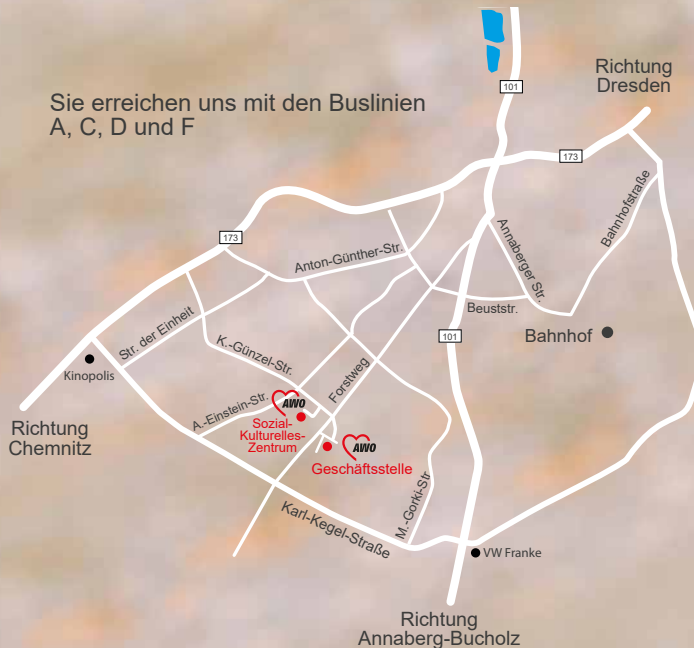 101
Richtung
Dresden
Sie erreichen uns mit den Buslinien
A, C, D und F
173
Bahnhofstraße
173
Annaberger Str.
Anton-Günther-Str.
Beuststr.
Str. der Einheit
K.-Günzel-Str.
101
Bahnhof
Kinopolis
Forstweg
A.-Einstein-Str.
AWO
Richtung
Chemnitz
Sozial-
Kulturelles-
Zentrum
AWO
Geschäftsstelle
M.-Gorki-Str
Karl-Kegel-Straße
VW Franke
Richtung
Annaberg-Bucholz